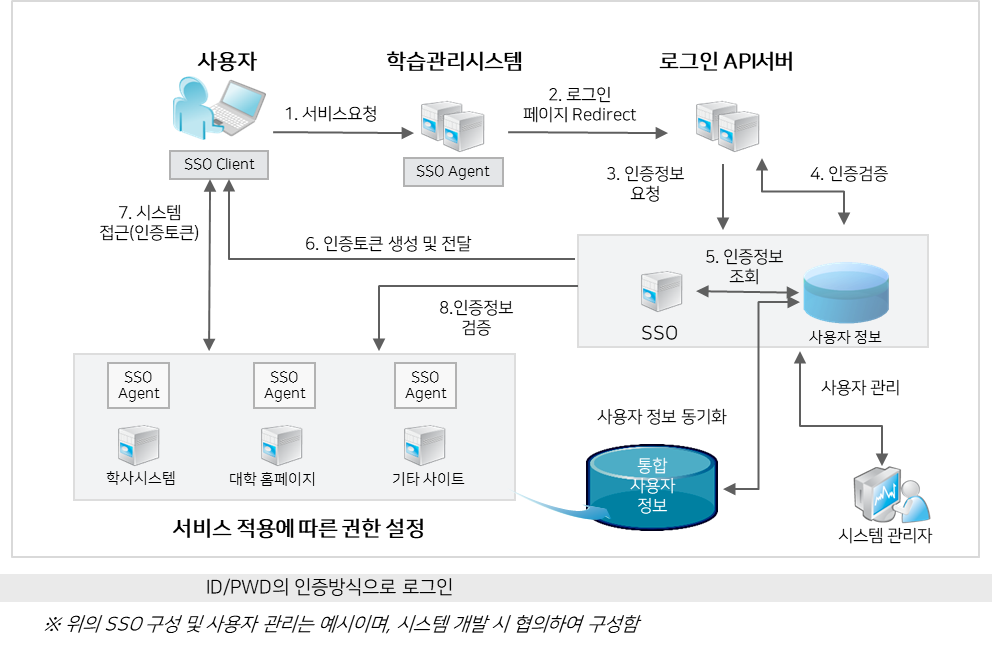 사용자
학습관리시스템
로그인 API서버
1. 서비스요청
2. 로그인
페이지 Redirect
SSO Client
SSO Agent
3. 인증정보
요청
4. 인증검증
7. 시스템
접근(인증토큰)
6. 인증토큰 생성 및 전달
5. 인증정보
조회
SSO
사용자 정보
8.인증정보
검증
SSO
Agent
SSO
Agent
SSO
Agent
학사시스템
대학 홈페이지
기타 사이트
사용자 관리
사용자 정보 동기화
통합
사용자
정보
시스템 관리자
서비스 적용에 따른 권한 설정
ID/PWD의 인증방식으로 로그인
※ 위의 SSO 구성 및 사용자 관리는 예시이며, 시스템 개발 시 협의하여 구성함